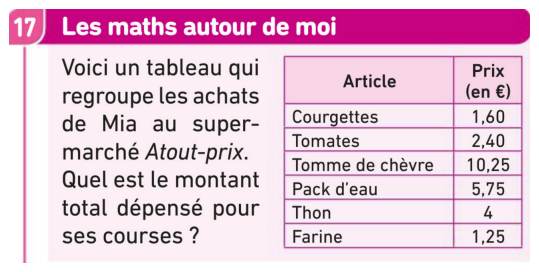 17 Les maths autour de moi
Voici un tableau qui
regroupe les achats
de Mia au super-
marché Atout-prix.
Quel est le montant
total dépensé pour
ses courses ?
Article Prix
(en €)
Courgettes 1,60
Tomates 2,40
Tomme de chèvre 10,25
Pack d'eau 5,75
Thon 4
Farine 1,25